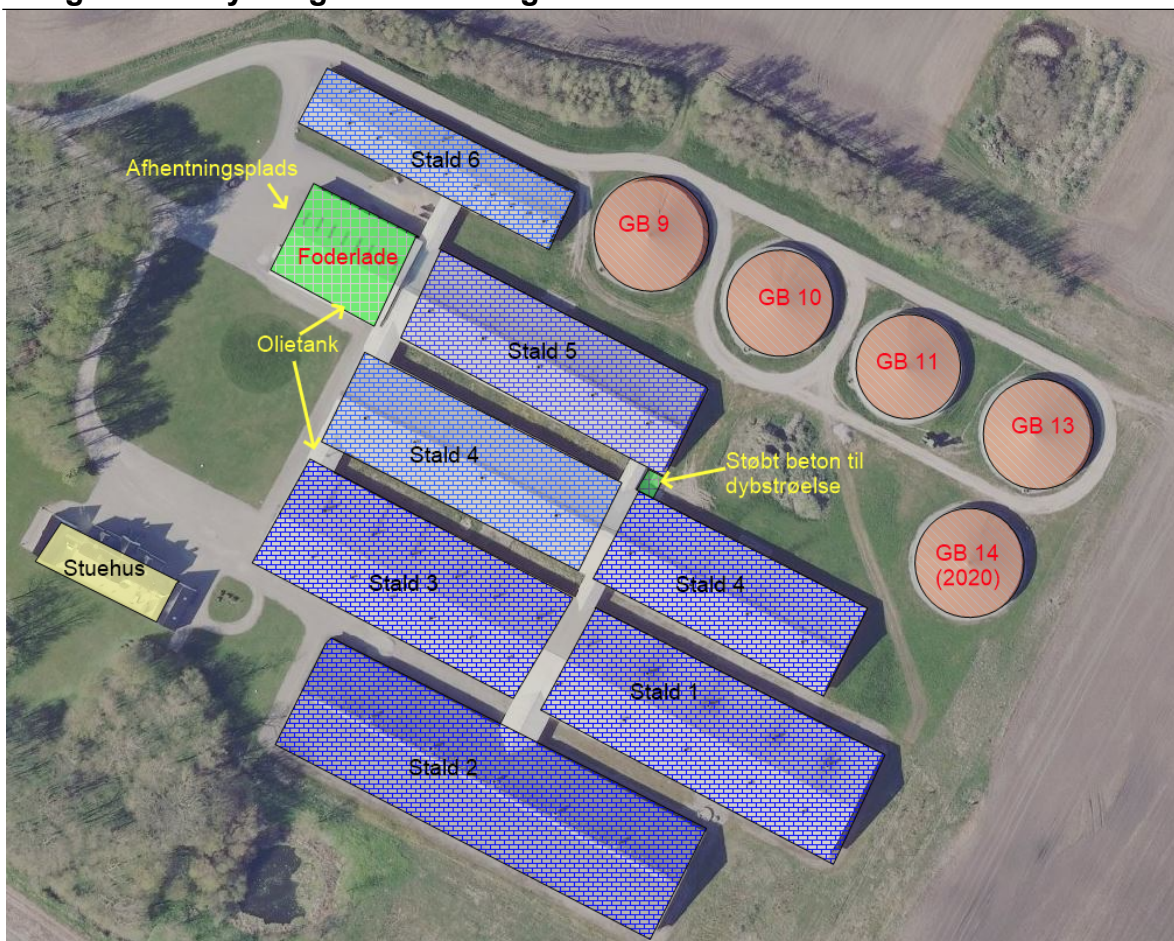 Stald 6
Afhentningsplads
GB 9
Foderlade
GB 10
Olietank
Stald 5
GB 11
GB 13
Stald 4
Støbt beton til
dybstrøelse
GB 14
(2020)
Stuehus
Stald 3
Stald 4
Stald 1
Stald 2